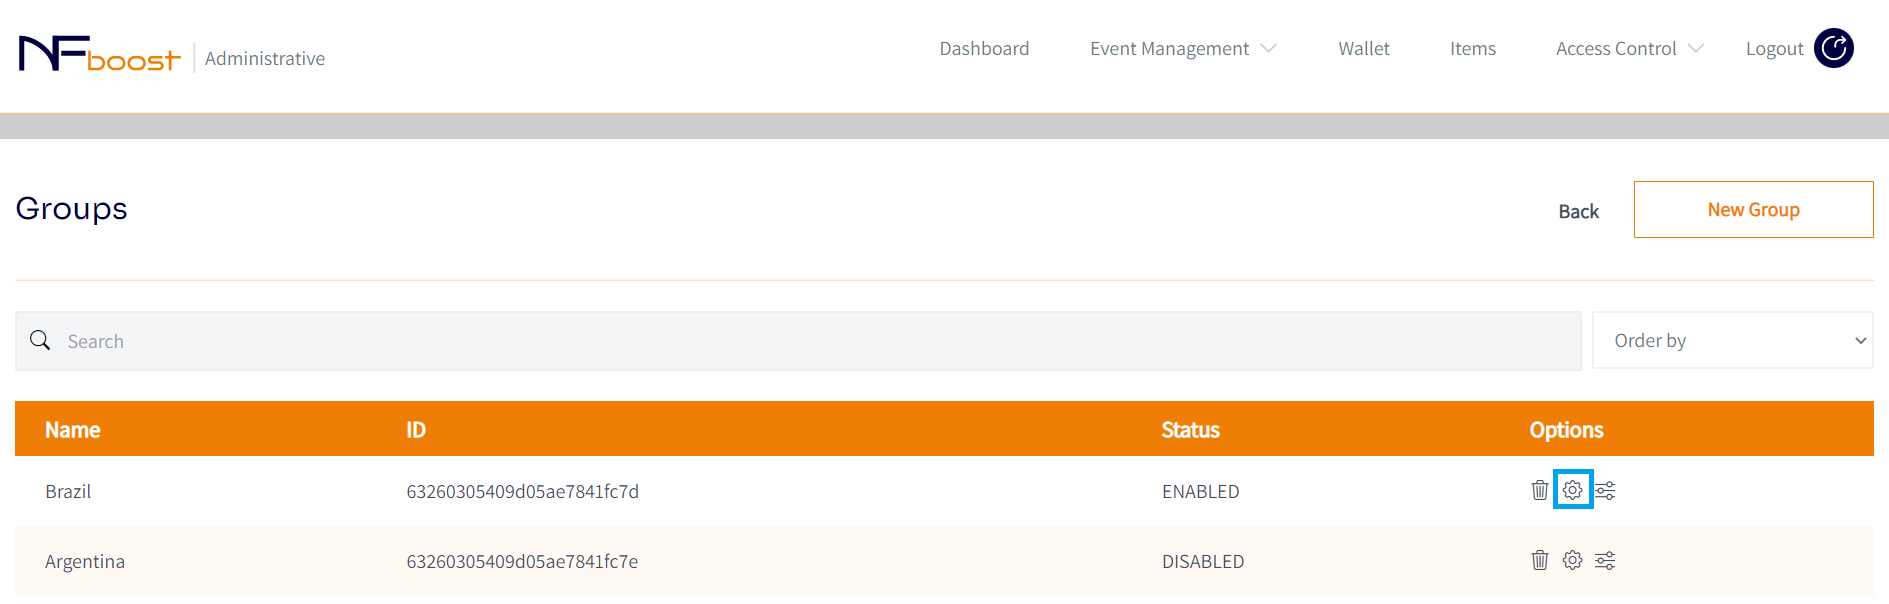 NFboost Administrative Dashboard Event Management Wallet Items Access Control Logout
Groups Back New Group
Search Order by
Name ID Status Options
Brazil 63260305409d05ae7841fc7d ENABLED
Argentina 63260305409d05ae7841fc7e DISABLED